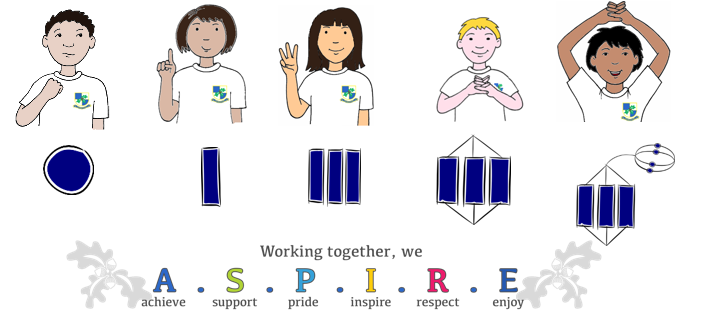 Working together, we
A . S . P . I . R . E
achieve support pride inspire respect enjoy